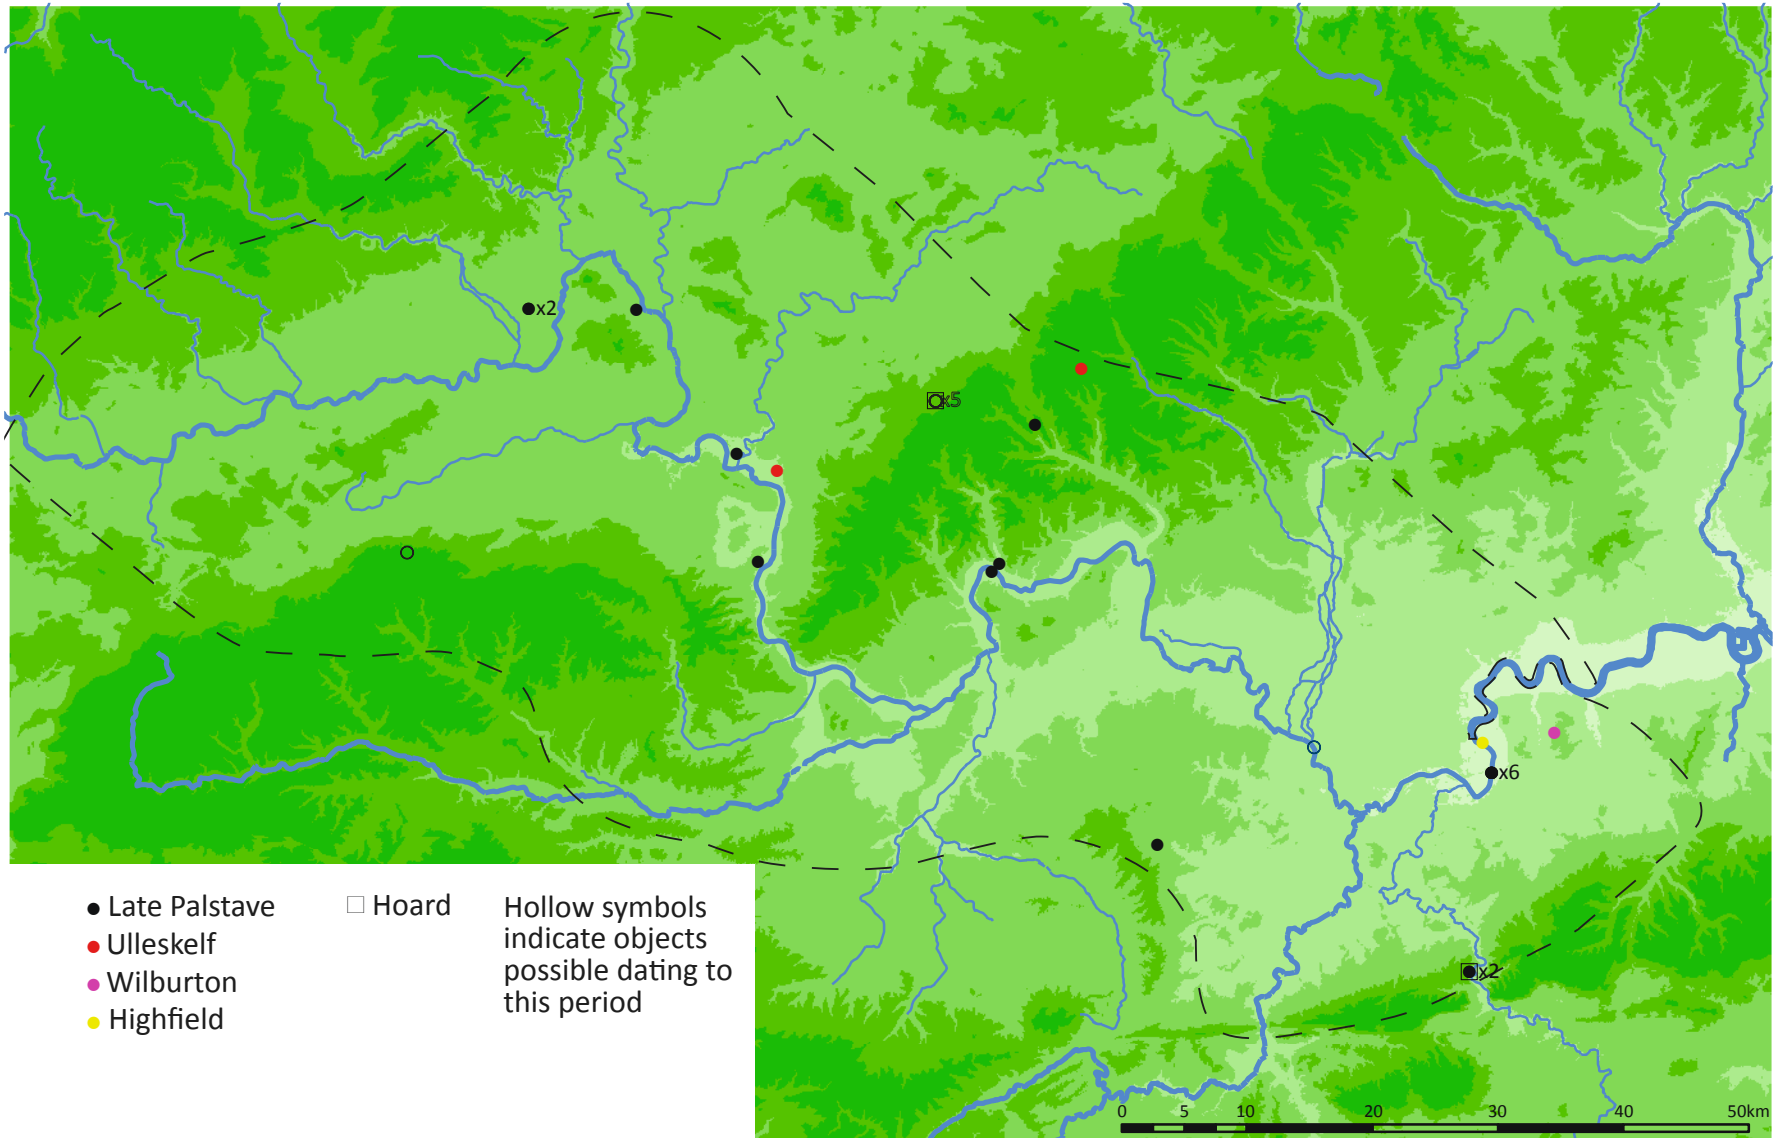 x2
x5
x6
x2
Late Palstave
Ulleskelf
Wilburton
Highfield
Hoard
Hollow symbols
indicate objects
possible dating to
this period
0 5 10 20 30 40 50km